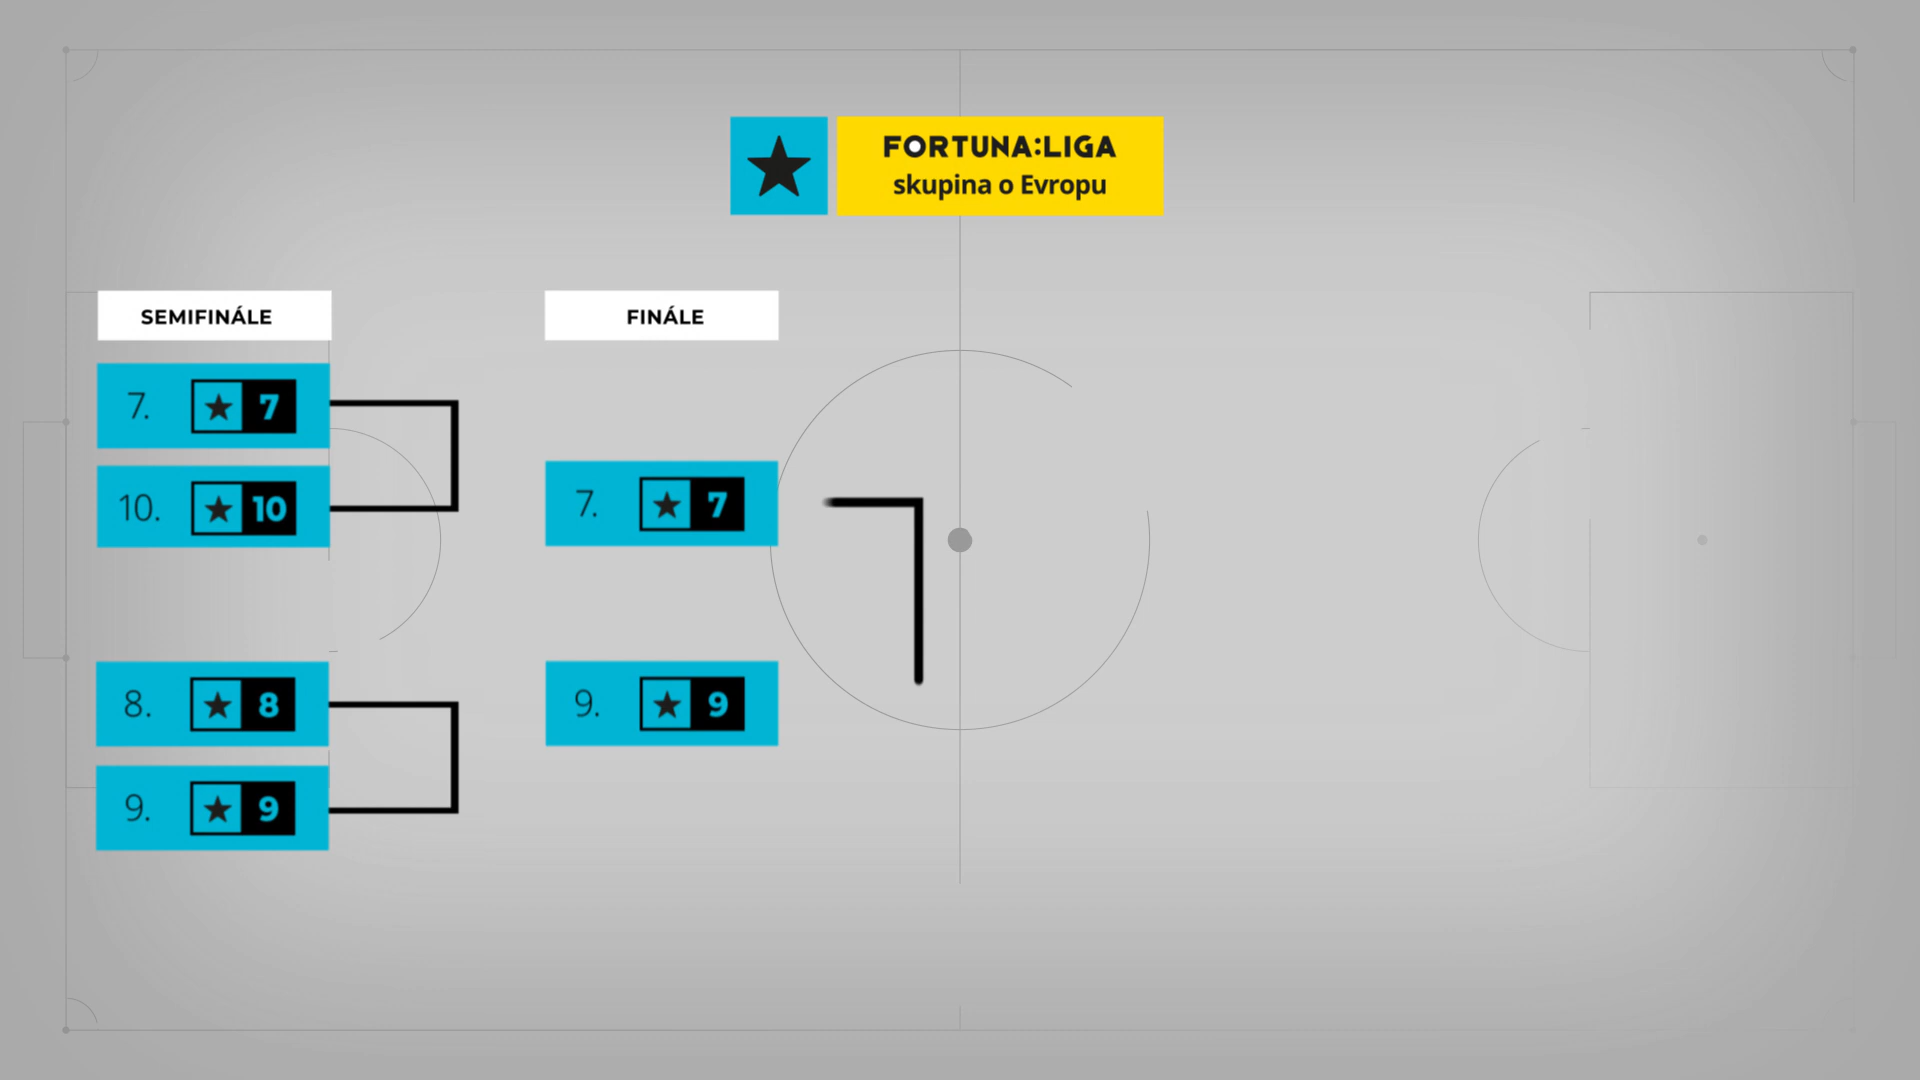 FORTUNA:LIGA
skupina o Evropu
SEMIFINÁLE
FINÁLE
7. 7
10. 10
7. 7
8. 8
9. 9
9. 9